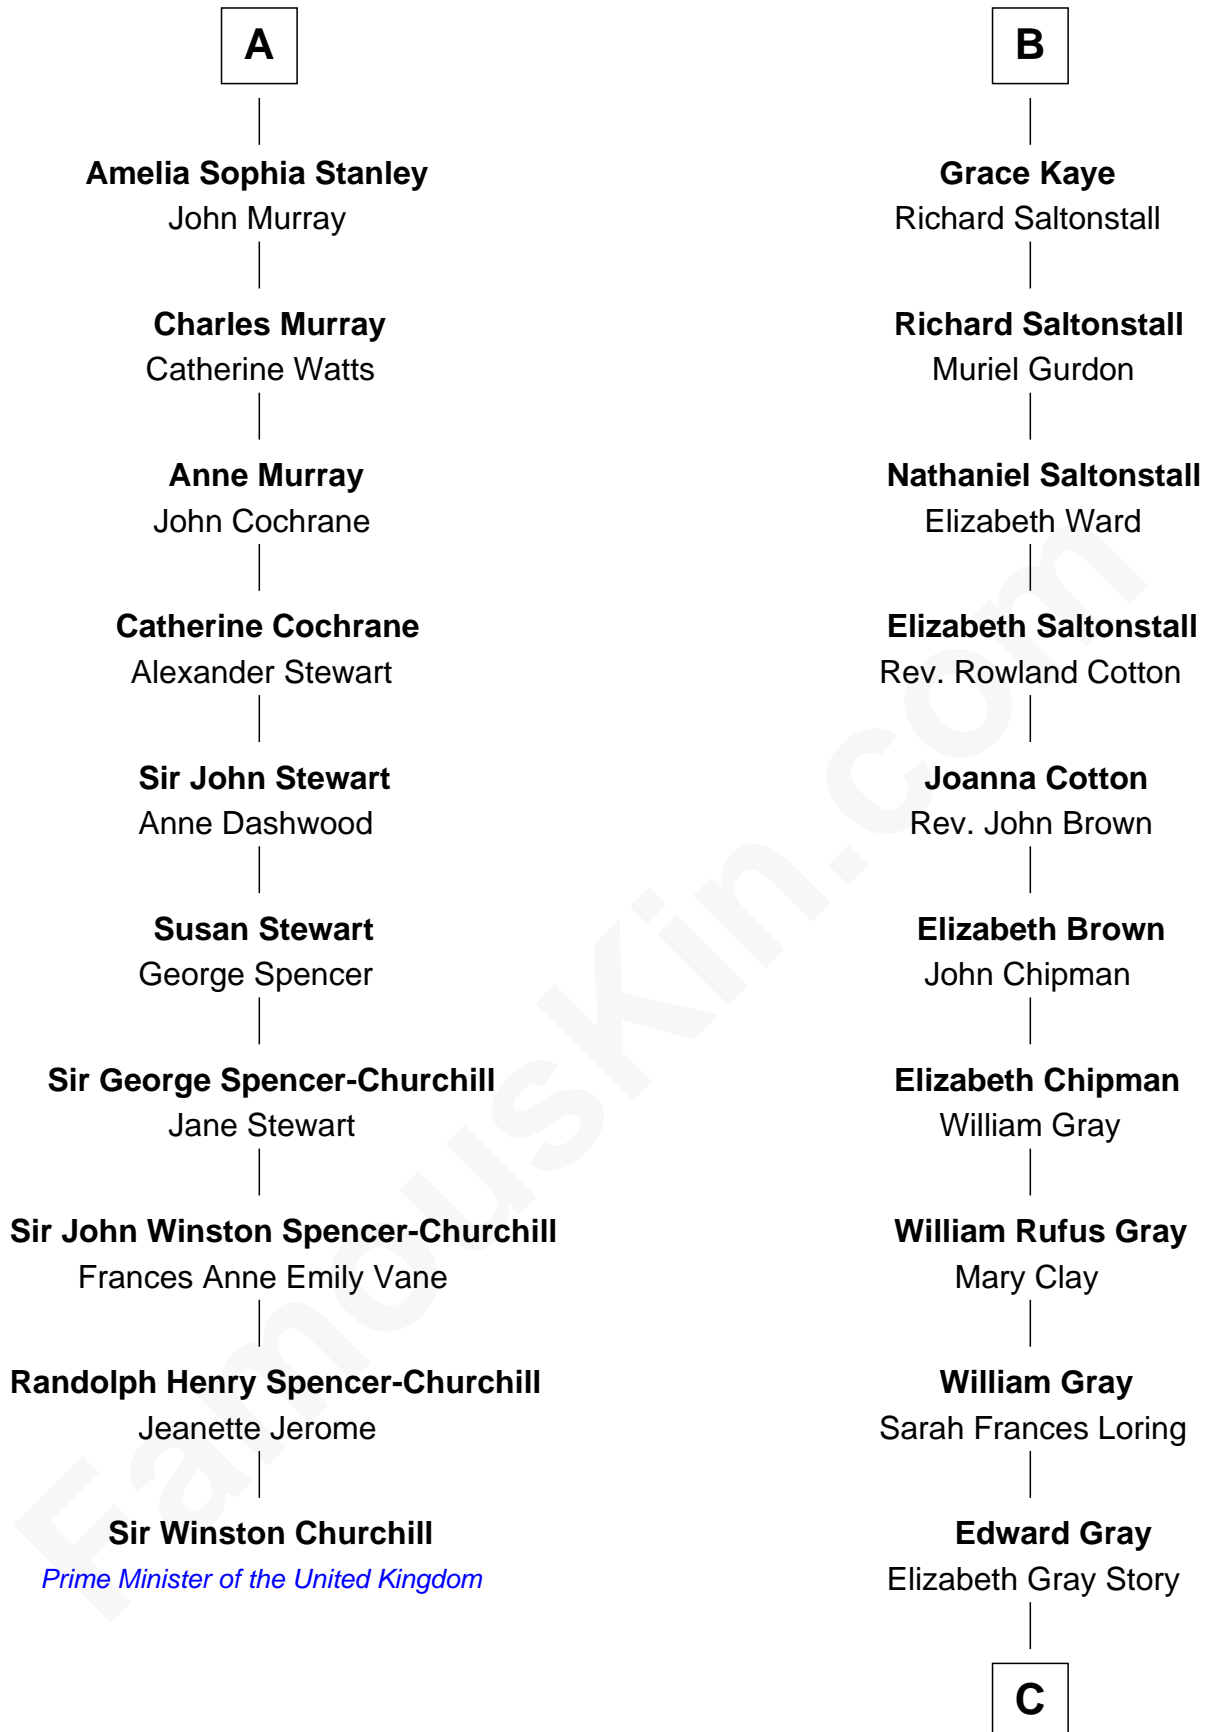 A
Amelia Sophia Stanley
John Murray
Charles Murray
Catherine Watts
Anne Murray
John Cochrane
Catherine Cochrane
Alexander Stewart
Sir John Stewart
Anne Dashwood
Susan Stewart
George Spencer
Sir George Spencer-Churchill
Jane Stewart
Sir John Winston Spencer-Churchill
Frances Anne Emily Vane
Randolph Henry Spencer-Churchill
Jeanette Jerome
Sir Winston Churchill
Prime Minister of the United Kingdom
B
Grace Kaye
Richard Saltonstall
Richard Saltonstall
Muriel Gurdon
Nathaniel Saltonstall
Elizabeth Ward
Elizabeth Saltonstall
Rev. Rowland Cotton
Joanna Cotton
Rev. John Brown
Elizabeth Brown
John Chipman
Elizabeth Chipman
William Gray
William Rufus Gray
Mary Clay
William Gray
Sarah Frances Loring
Edward Gray
Elizabeth Gray Story
C
FamousKin.com